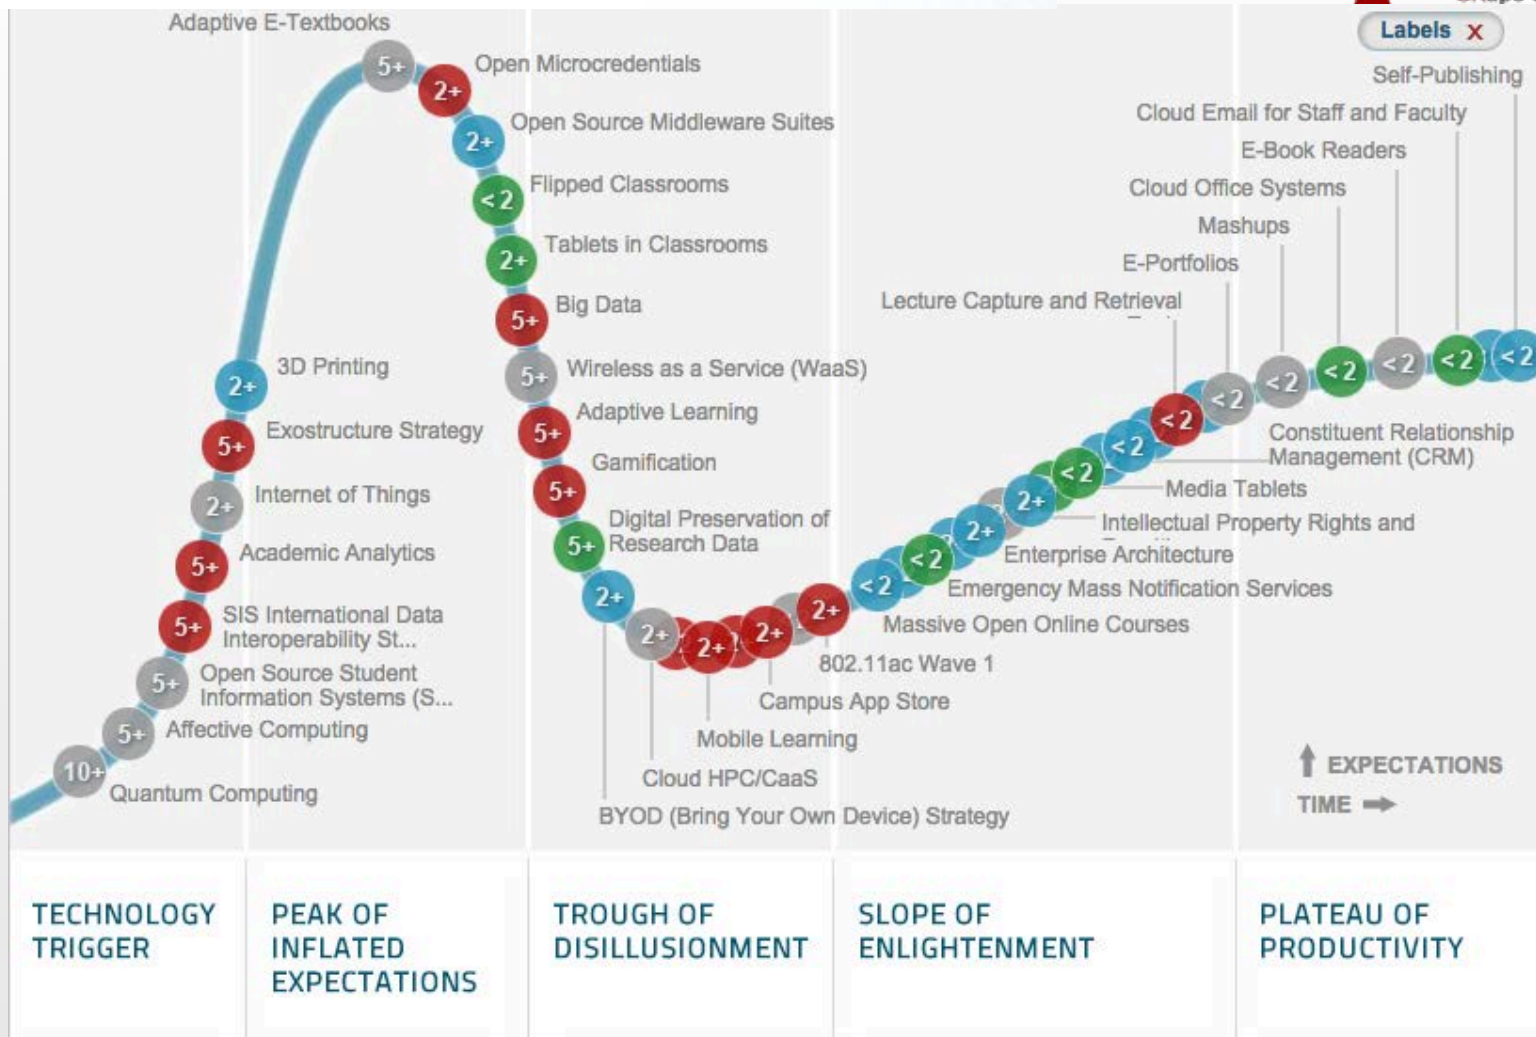 Labels X
Adaptive E-Textbooks
5+
Open Microcredentials
2+
Open Source Middleware Suites
2+
Flipped Classrooms
< 2
Tablets in Classrooms
2+
Big Data
5+
Wireless as a Service (WaaS)
5+
Adaptive Learning
5+
Gamification
5+
Digital Preservation of
Research Data
5+
2+
BYOD (Bring Your Own Device) Strategy
2+
Cloud HPC/CaaS
2+
Mobile Learning
2+
Campus App Store
2+
802.11ac Wave 1
3D Printing
2+
Exostructure Strategy
5+
Internet of Things
2+
Academic Analytics
5+
SIS International Data
Interoperability St...
5+
Open Source Student
Information Systems (S...
5+
Affective Computing
5+
Quantum Computing
10+
Self-Publishing
< 2
Cloud Email for Staff and Faculty
< 2
E-Book Readers
< 2
Cloud Office Systems
< 2
Mashups
< 2
E-Portfolios
< 2
Lecture Capture and Retrieval
< 2
Constituent Relationship
Management (CRM)
< 2
Media Tablets
< 2
Intellectual Property Rights and
2+
Enterprise Architecture
2+
Emergency Mass Notification Services
< 2
Massive Open Online Courses
< 2
EXPECTATIONS
TIME
TECHNOLOGY
TRIGGER
PEAK OF
INFLATED
EXPECTATIONS
TROUGH OF
DISILLUSIONMENT
SLOPE OF
ENLIGHTENMENT
PLATEAU OF
PRODUCTIVITY